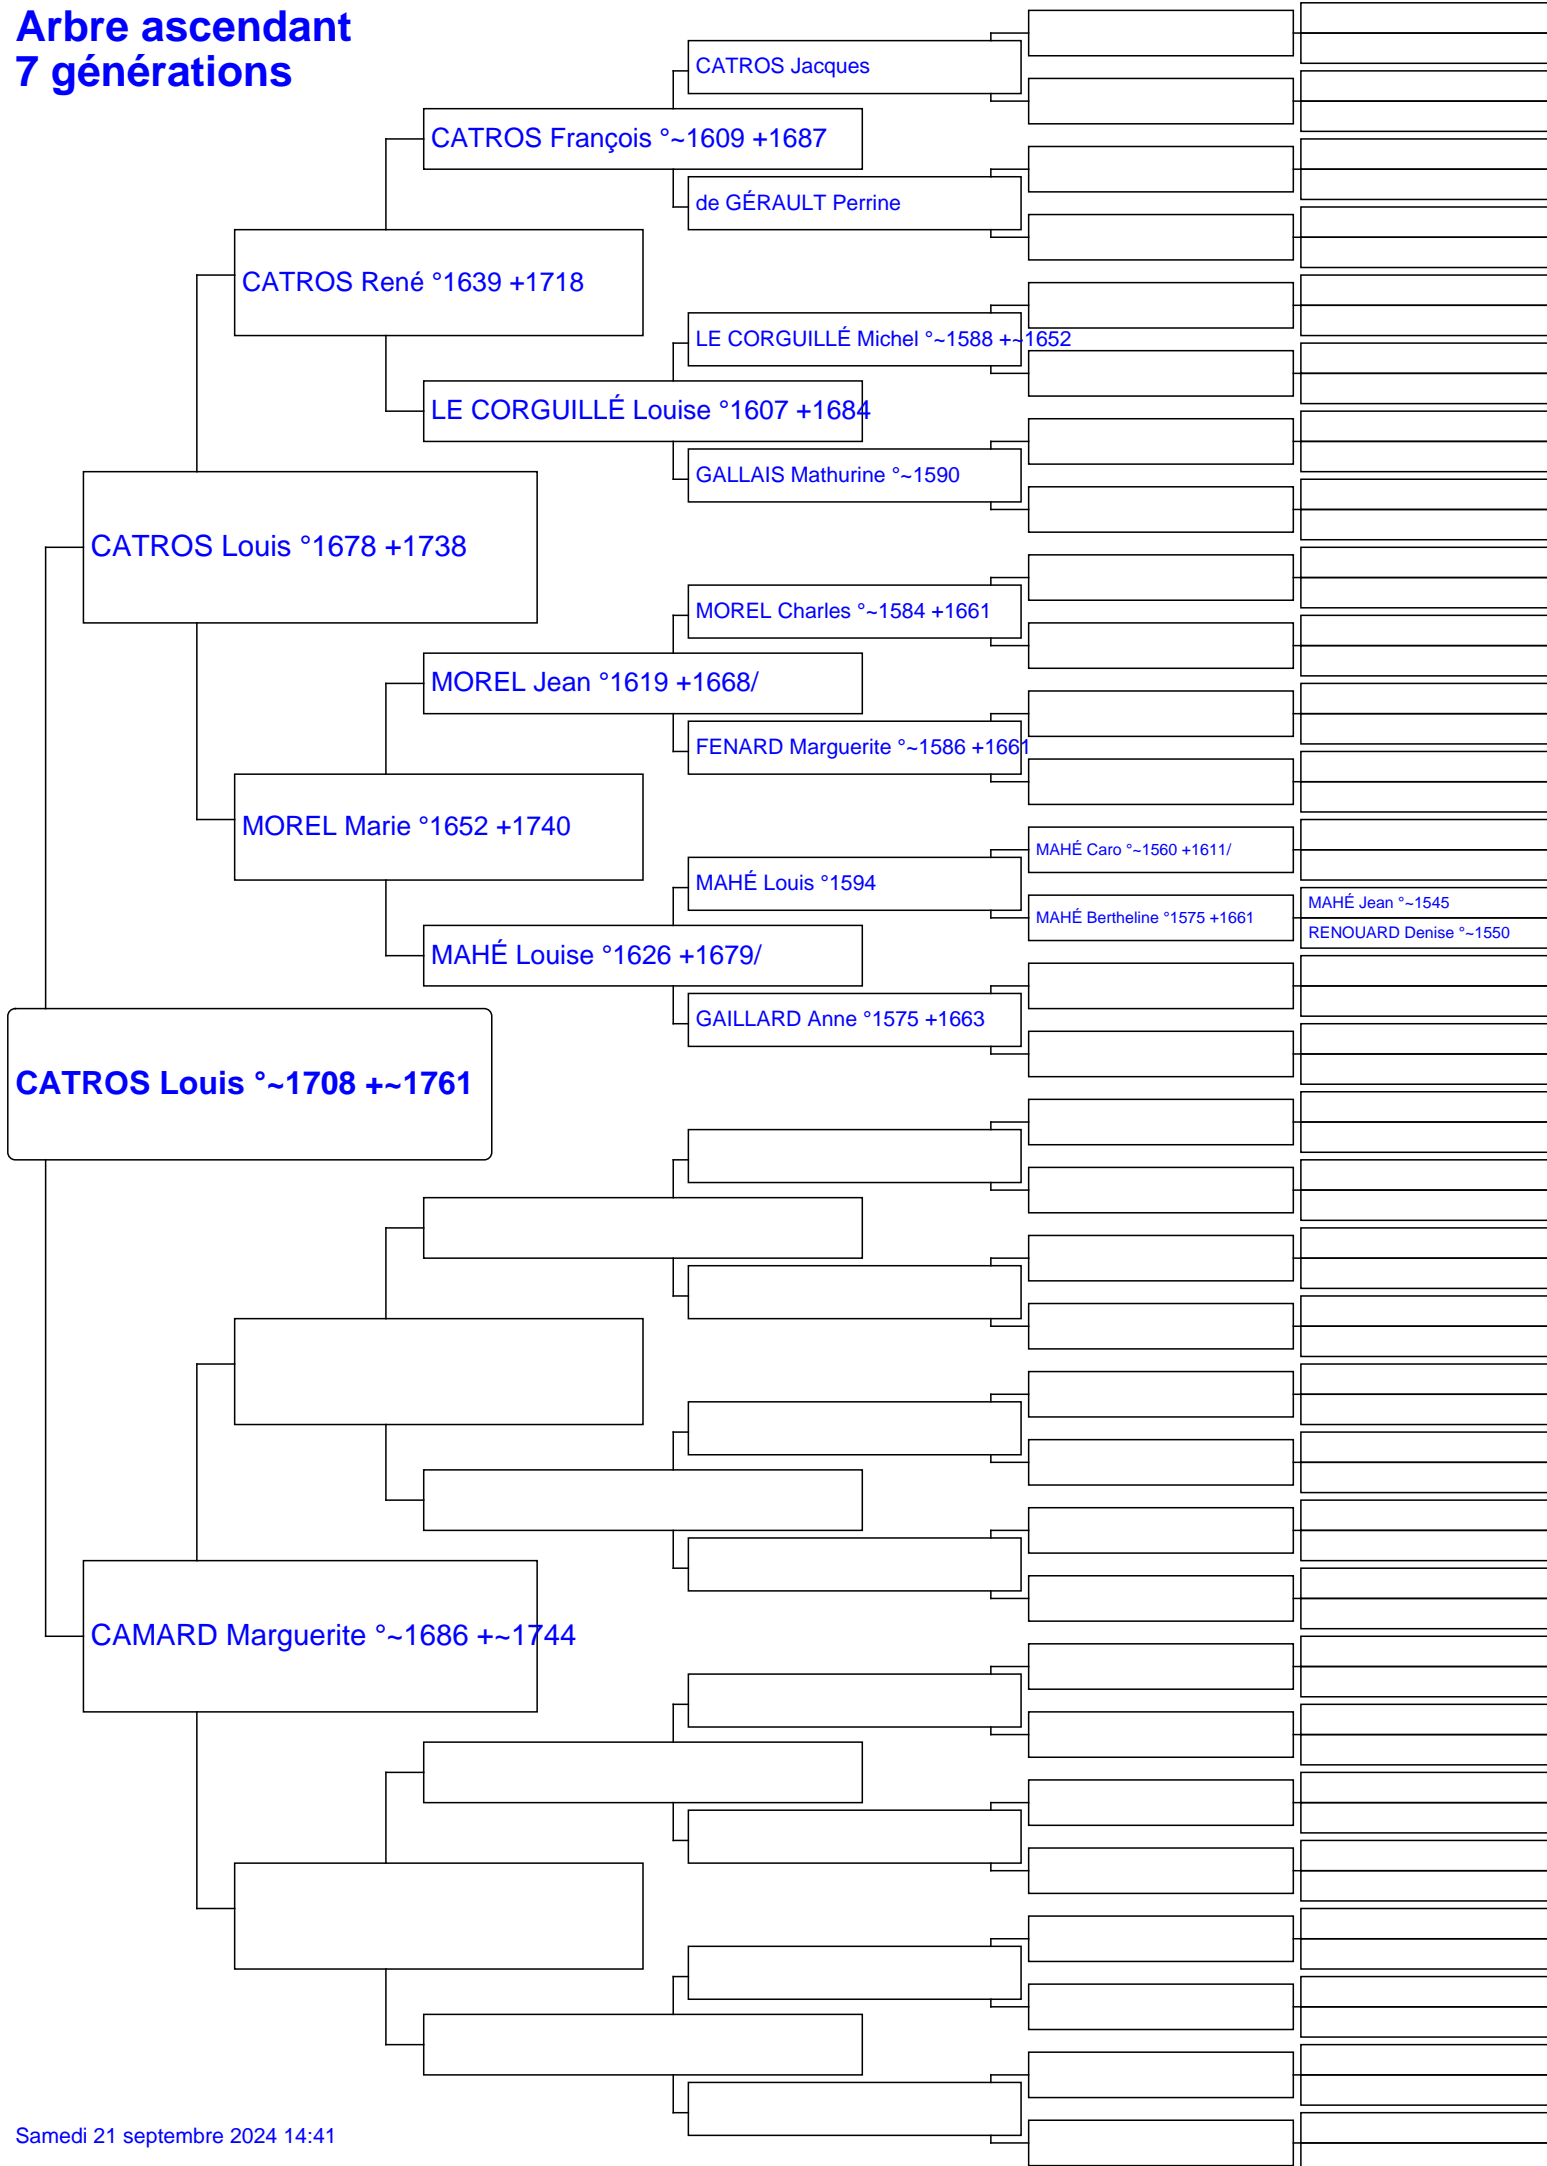 Arbre ascendant
7 générations
CATROS Jacques
CATROS François °~1609 +1687
de GÉRAULT Perrine
CATROS René °1639 +1718
LE CORGUILLÉ Michel °~1588 +~1652
LE CORGUILLÉ Louise °1607 +1684
GALLAIS Mathurine °~1590
CATROS Louis °1678 +1738
MOREL Charles °~1584 +1661
MOREL Jean °1619 +1668/
FENARD Marguerite °~1586 +1661
MOREL Marie °1652 +1740
MAHÉ Caro °~1560 +1611/
MAHÉ Louis °1594
MAHÉ Jean °~1545
MAHÉ Bertheline °1575 +1661
RENOUARD Denise °~1550
MAHÉ Louise °1626 +1679/
GAILLARD Anne °1575 +1663
CATROS Louis °~1708 +~1761
CAMARD Marguerite °~1686 +~1744
Samedi 21 septembre 2024 14:41